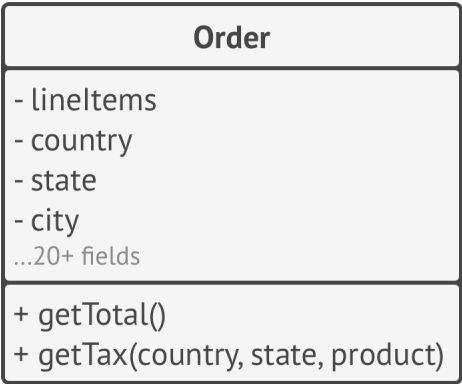 Order
- lineItems
- country
- state
- city
...20+ fields
+ getTotal()
+ getTax(country, state, product)